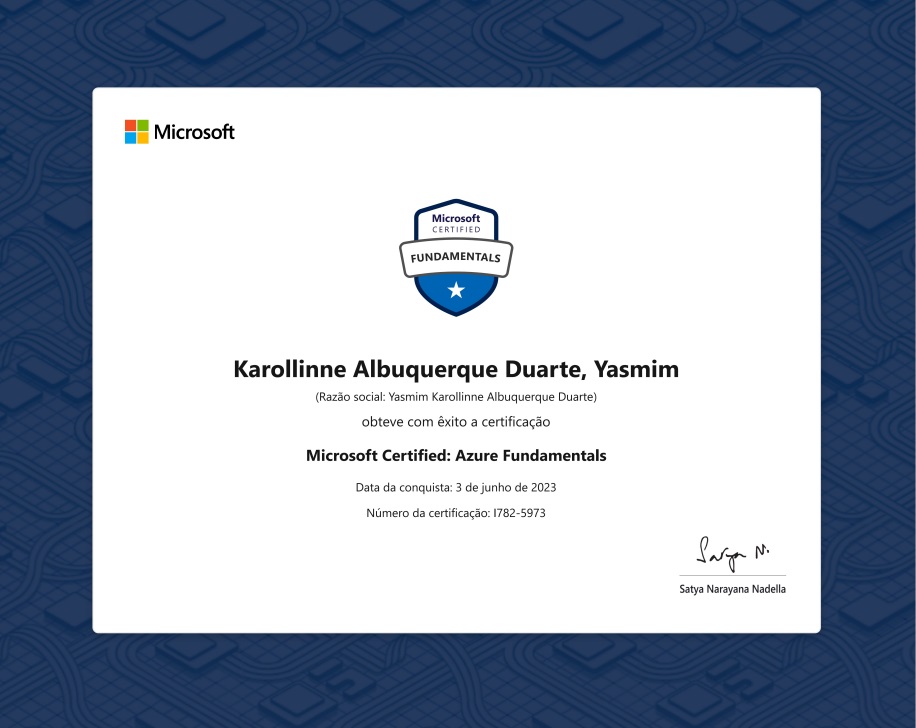 Microsoft
Microsoft
CERTIFIED
FUNDAMENTALS
Karollinne Albuquerque Duarte, Yasmim
(Razão social: Yasmim Karollinne Albuquerque Duarte)
obteve com êxito a certificação
Microsoft Certified: Azure Fundamentals
Data da conquista: 3 de junho de 2023
Número da certificação: I782-5973
Satya N.
Satya Narayana Nadella